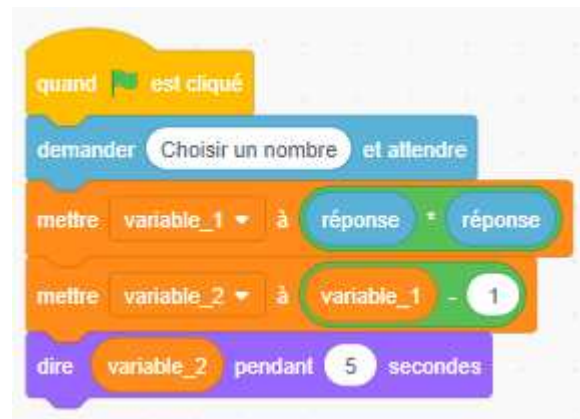 quand est cliqué
demander Choisir un nombre et attendre
mettre variable_1 à réponse * réponse
mettre variable_2 à variable_1 - 1
dire variable_2 pendant 5 secondes